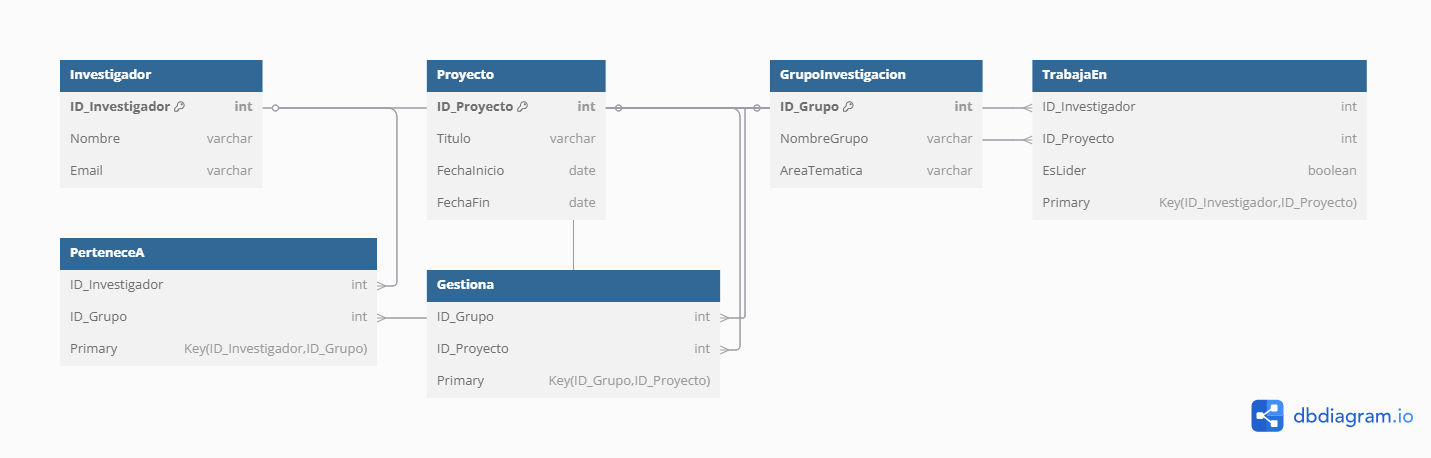 Investigador
ID_Investigador int
Nombre varchar
Email varchar
Proyecto
ID_Proyecto int
Titulo varchar
FechaInicio date
FechaFin date
GrupoInvestigacion
ID_Grupo int
NombreGrupo varchar
AreaTematica varchar
TrabajaEn
ID_Investigador int
ID_Proyecto int
EsLider boolean
Primary Key(ID_Investigador,ID_Proyecto)
PerteneceA
ID_Investigador int
ID_Grupo int
Primary Key(ID_Investigador,ID_Grupo)
Gestiona
ID_Grupo int
ID_Proyecto int
Primary Key(ID_Grupo,ID_Proyecto)
dbdiagram.io